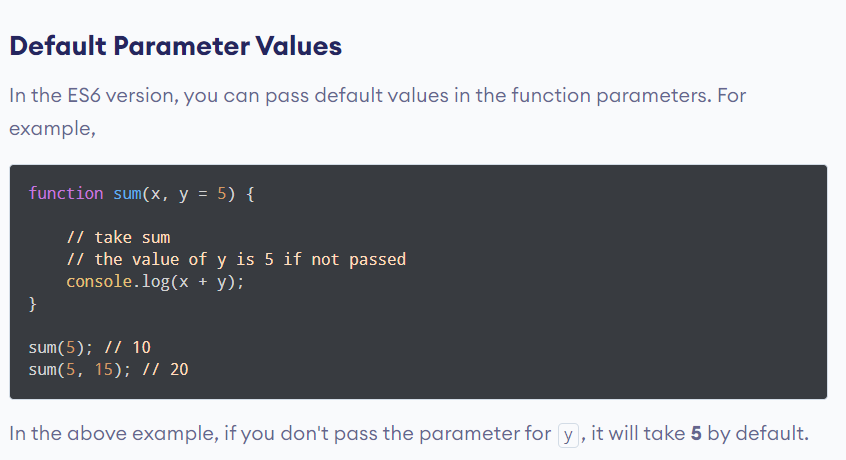 Default Parameter Values
In the ES6 version, you can pass default values in the function parameters. For
example,
function sum(x, y = 5) {
    // take sum
    // the value of y is 5 if not passed
    console.log(x + y);
}
sum(5); // 10
sum(5, 15); // 20
In the above example, if you don't pass the parameter for y, it will take 5 by default.